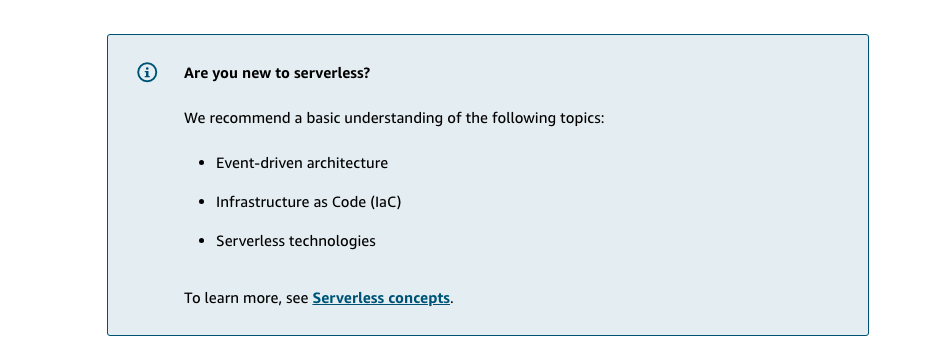 Are you new to serverless?
We recommend a basic understanding of the following topics:
• Event-driven architecture
• Infrastructure as Code (IaC)
• Serverless technologies
To learn more, see Serverless concepts.